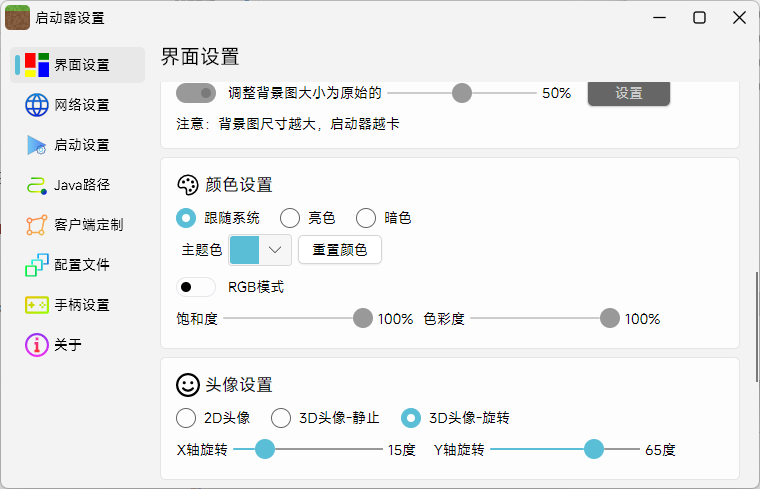 启动器设置
界面设置
网络设置
启动设置
Java路径
客户端定制
配置文件
手柄设置
关于
界面设置
调整背景图大小为原始的 50% 设置
注意：背景图尺寸越大，启动器越卡
颜色设置
跟随系统 亮色 暗色
主题色 重置颜色
RGB模式
饱和度 100% 色彩度 100%
头像设置
2D头像 3D头像-静止 3D头像-旋转
X轴旋转 15度 Y轴旋转 65度